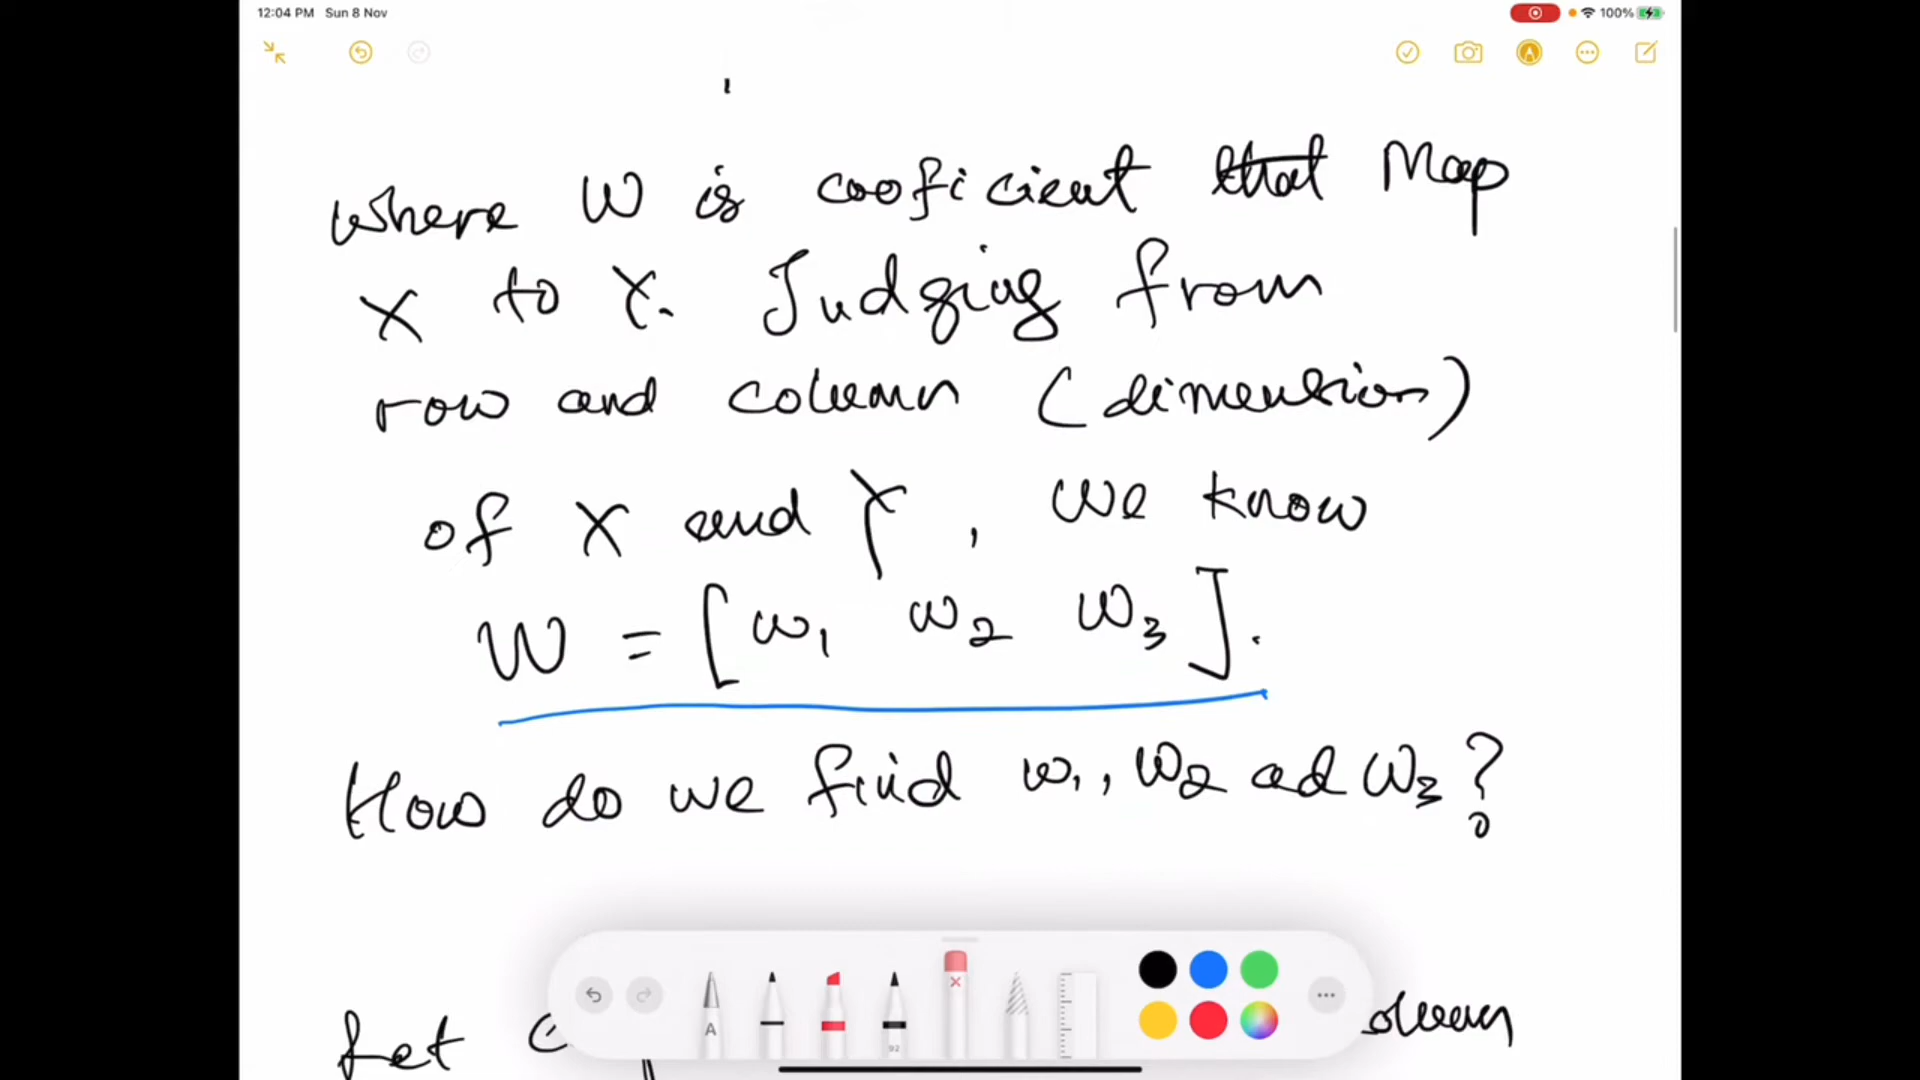 12:04 PM Sun 8 Nov
100%
where W is cooficient that Map
X to Y. Judging from
row and column (dimension)
of X and Y, we know
W = [w1 w2 w3].
How do we find w1, w2 ad w3?
Let
A
92